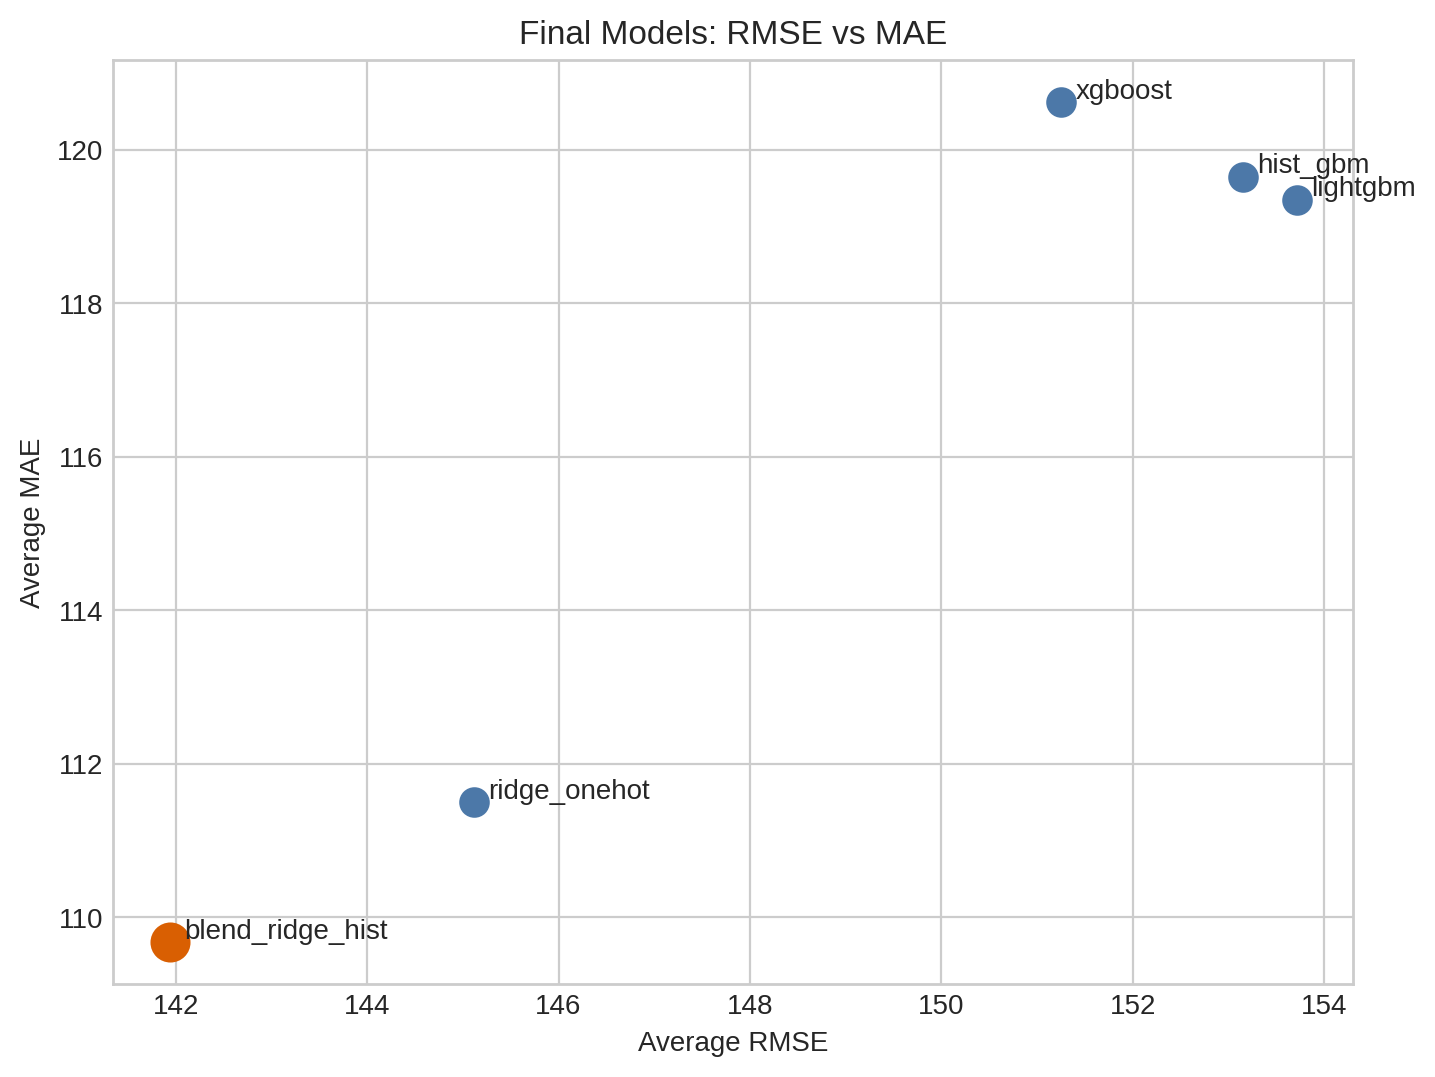 Final Models: RMSE vs MAE
xgboost
120
hist_gbm
lightgbm
118
116
Average MAE
114
112
ridge_onehot
110
blend_ridge_hist
142 144 146 148 150 152 154
Average RMSE